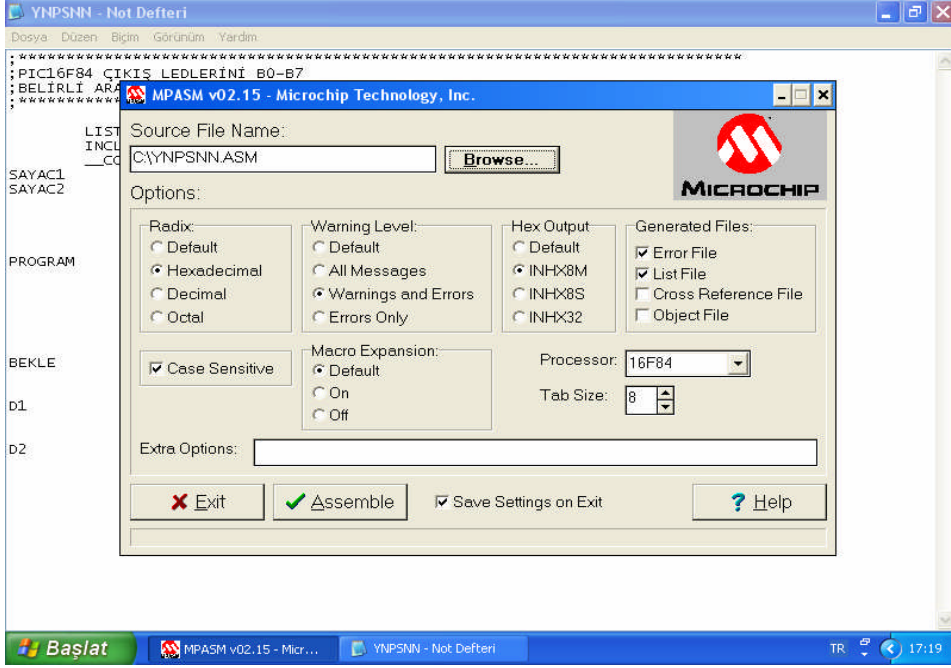 YNPSNN - Not Defteri
Dosya Düzen Biçim Görünüm Yardım
;*************************************************************************
;PIC16F84 ÇIKIŞ LEDLERİNİ B0-B7
;BELİRLİ ARA
;************
LIST
INCL
__CO
SAYAC1
SAYAC2
PROGRAM
BEKLE
D1
D2
MPASM v02.15 - Microchip Technology, Inc.
Source File Name:
C:\YNPSNN.ASM
Browse...
MICROCHIP
Options:
Radix:
Default
Hexadecimal
Decimal
Octal
Warning Level:
Default
All Messages
Warnings and Errors
Errors Only
Hex Output
Default
INHX8M
INHX8S
INHX32
Generated Files:
Error File
List File
Cross Reference File
Object File
Case Sensitive
Macro Expansion:
Default
On
Off
Processor: 16F84
Tab Size: 8
Extra Options:
Exit
Assemble
Save Settings on Exit
? Help
Başlat
MPASM v02.15 - Micr...
YNPSNN - Not Defteri
TR
17:19